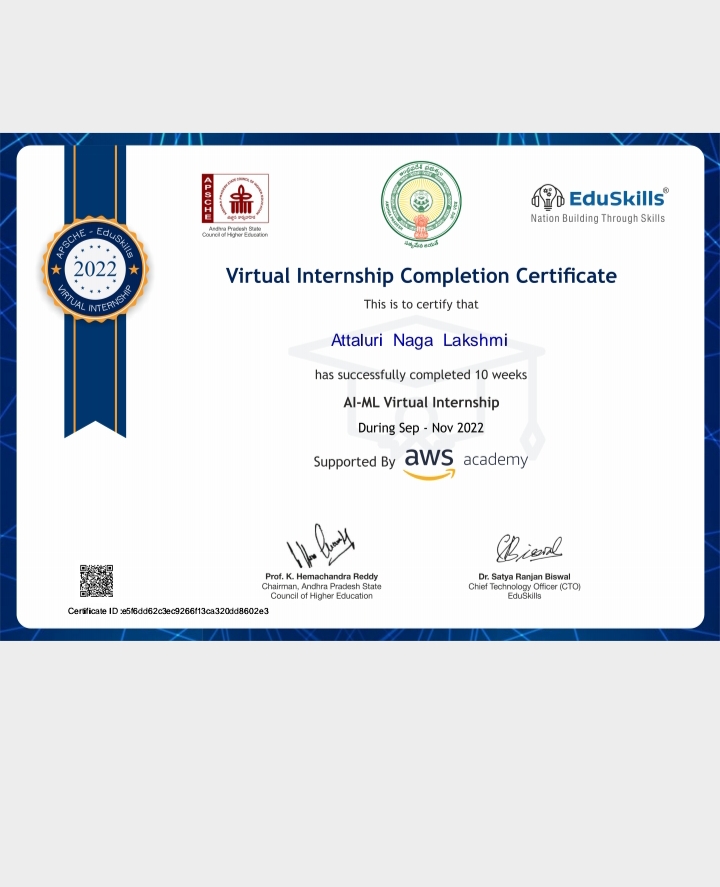 APSCHE - EduSkills
2022
VIRTUAL INTERNSHIP
APSCHE
Andhra Pradesh State
Council of Higher Education
EduSkills®
Nation Building Through Skills
Virtual Internship Completion Certificate
This is to certify that
Attaluri Naga Lakshmi
has successfully completed 10 weeks
AI-ML Virtual Internship
During Sep - Nov 2022
Supported By aws academy
Prof. K. Hemachandra Reddy
Chairman, Andhra Pradesh State
Council of Higher Education
Dr. Satya Ranjan Biswal
Chief Technology Officer (CTO)
EduSkills
Certificate ID :e5f6dd62c3ec9266f13ca320dd8602e3